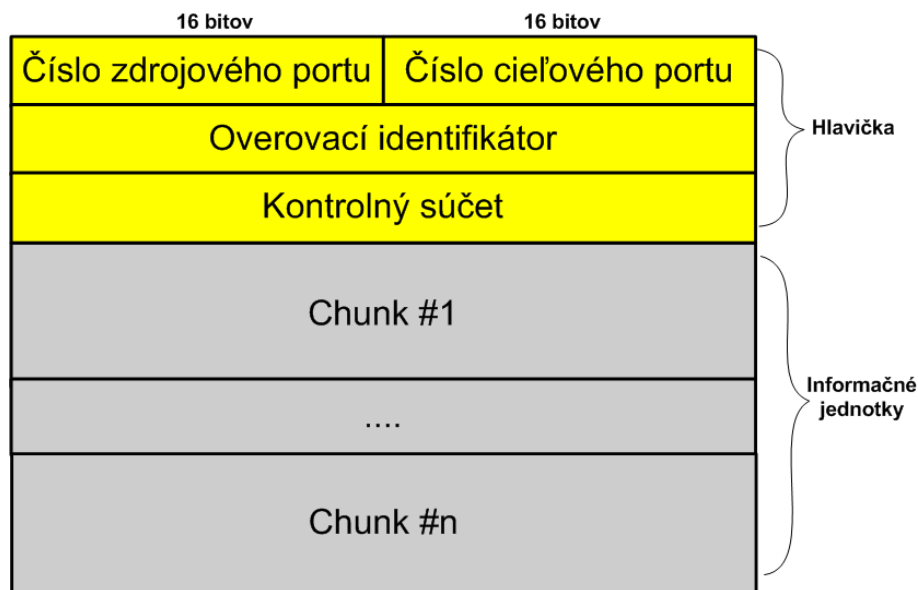 16 bitov
16 bitov
Číslo zdrojového portu
Číslo cieľového portu
Hlavička
Overovací identifikátor
Kontrolný súčet
Chunk #1
Informačné
jednotky
....
Chunk #n